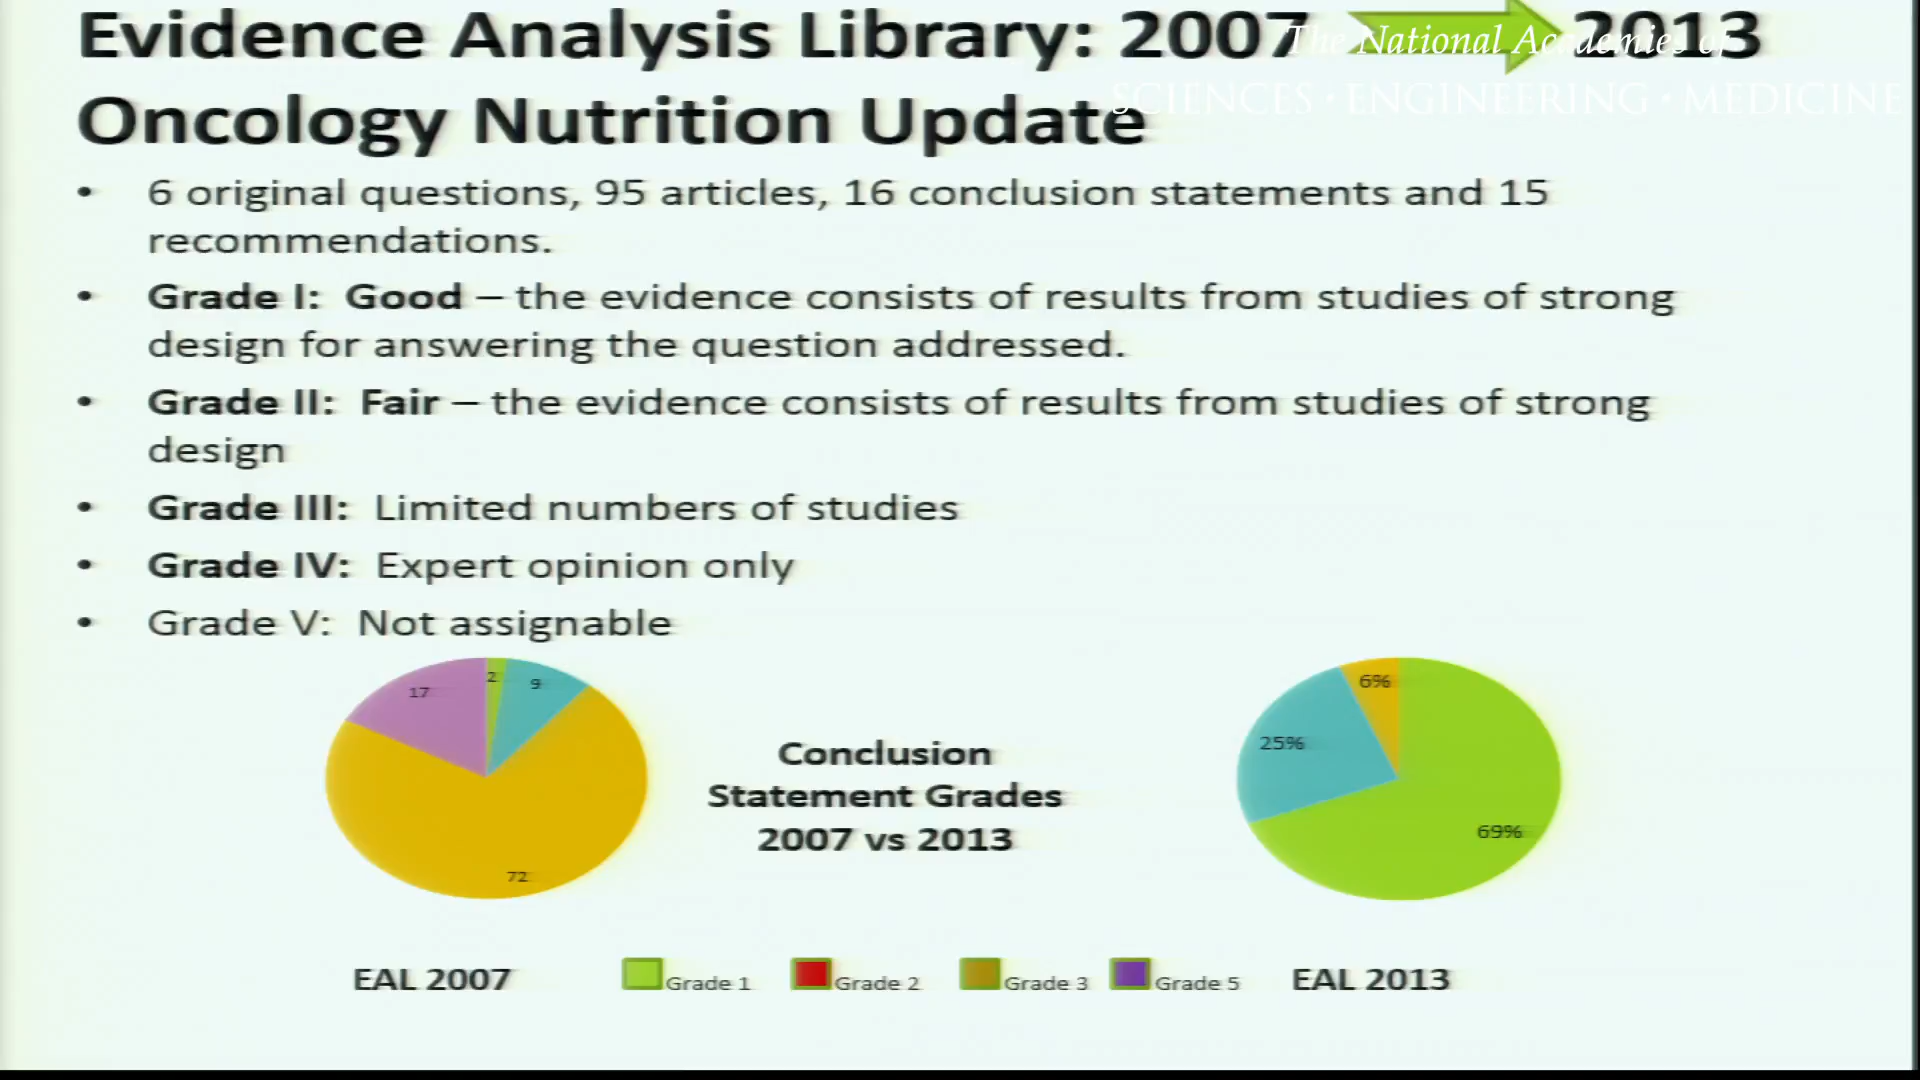 Evidence Analysis Library: 2007 2013
The National Academies of
SCIENCES · ENGINEERING · MEDICINE
Oncology Nutrition Update
• 6 original questions, 95 articles, 16 conclusion statements and 15
recommendations.
• Grade I: Good – the evidence consists of results from studies of strong
design for answering the question addressed.
• Grade II: Fair – the evidence consists of results from studies of strong
design
• Grade III: Limited numbers of studies
• Grade IV: Expert opinion only
• Grade V: Not assignable
17 2 9
72
Conclusion
Statement Grades
2007 vs 2013
6%
25%
69%
EAL 2007
Grade 1 Grade 2 Grade 3 Grade 5
EAL 2013